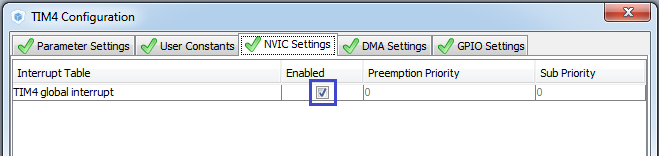 TIM4 Configuration
Parameter Settings User Constants NVIC Settings DMA Settings GPIO Settings
Interrupt Table Enabled Preemption Priority Sub Priority
TIM4 global interrupt 0 0